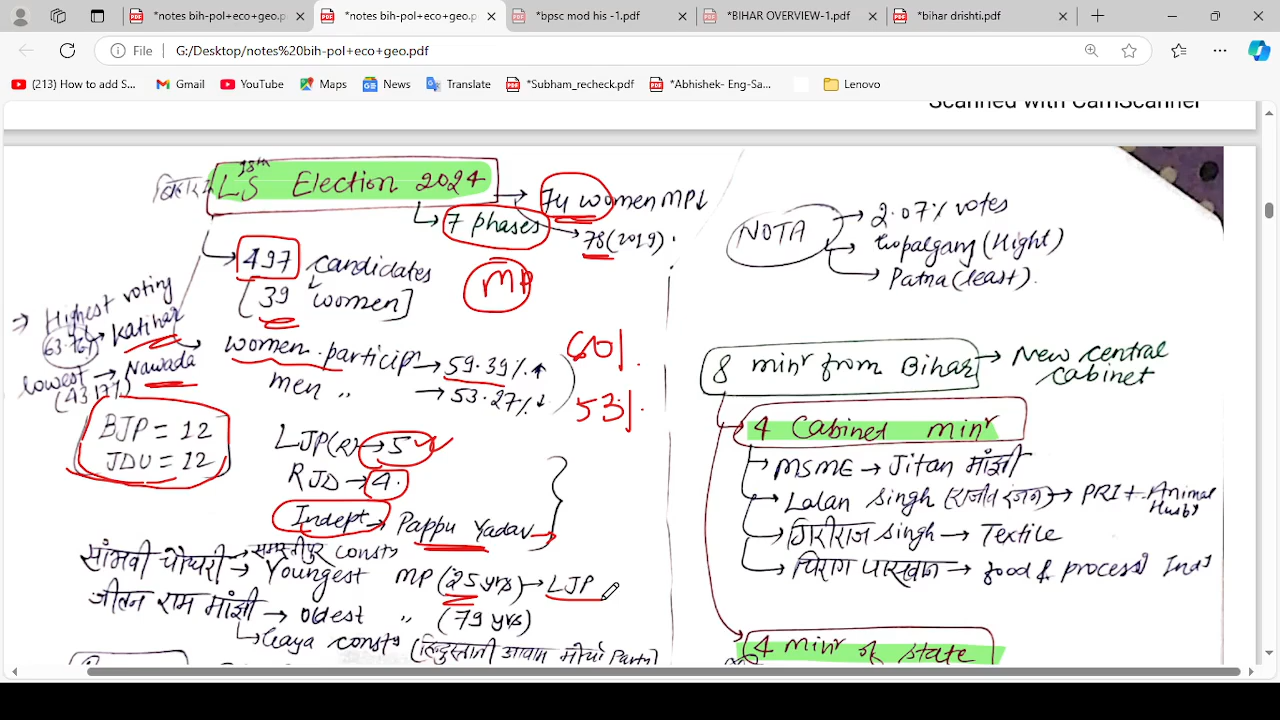 *notes bih-pol+eco+geo.p
*notes bih-pol+eco+geo.p
*bpsc mod his -1.pdf
*BIHAR OVERVIEW-1.pdf
*bihar drishti.pdf
File
G:/Desktop/notes%20bih-pol+eco+geo.pdf
(213) How to add S...
Gmail
YouTube
Maps
News
Translate
*Subham_recheck.pdf
*Abhishek- Eng-Sa...
Lenovo
Scanned with CamScanner
18th
LS Election 2024
→ 74 women MP↓
→ 7 phases
→ 78 (2019).
→ 497 candidates
[39 women]
MP
⇒ Highest voting
63.76% → Katihar
lowest → Nawada
(43.17%)
women particip → 59.39% ↑
men " → 53.27% ↓
60%.
53%.
BJP = 12
JDU = 12
LJP(R) → 5
RJD → 4.
Indept → Pappu Yadav
सांभवी चौधरी → समस्तीपुर consts
→ Youngest MP (25 yrs) → LJP
जीतन राम मांझी → oldest " (79 yrs)
→ Gaya consts (हिन्दुस्तानी आवाम मोर्चा Party)
NOTA → 2.07% votes
→ Gopalganj (Hight)
→ Patna (least).
8 minr from Bihar → New central cabinet
4 Cabinet minr
→ MSME → Jitan मांझी
→ Lalan singh (राजीव रंजन) → PRI + Animal Husb
→ गिरीराज singh → Textile
→ चिराग पासवान → food & process Inds
4 minr of state